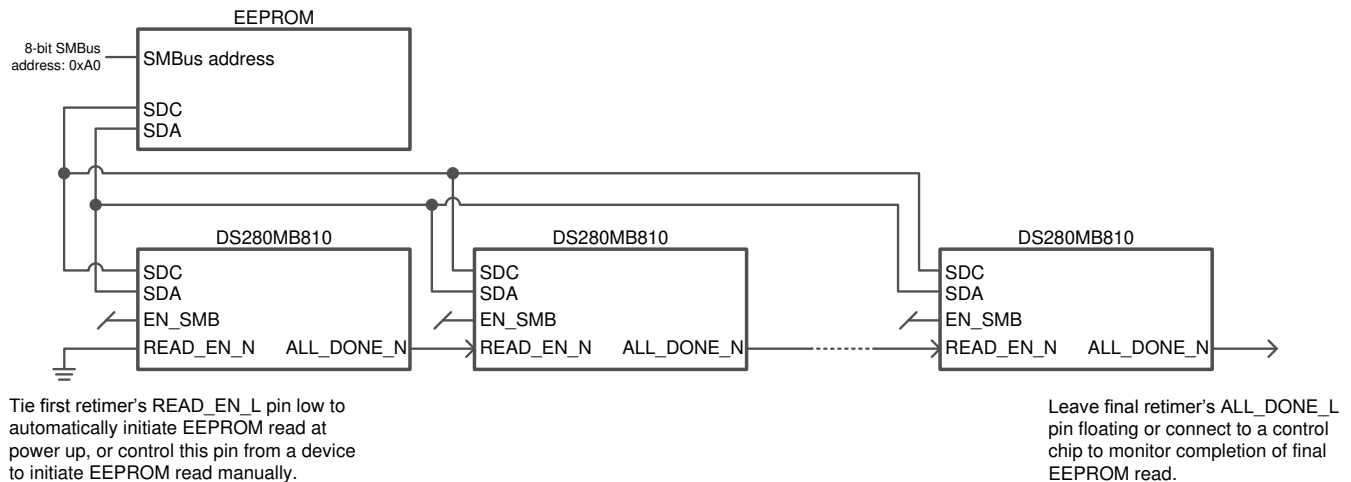 EEPROM
8-bit SMBus
address: 0xA0
SMBus address
SDC
SDA
DS280MB810
SDC
SDA
EN_SMB
READ_EN_N ALL_DONE_N
DS280MB810
SDC
SDA
EN_SMB
READ_EN_N ALL_DONE_N
DS280MB810
SDC
SDA
EN_SMB
READ_EN_N ALL_DONE_N
Tie first retimer’s READ_EN_L pin low to
automatically initiate EEPROM read at
power up, or control this pin from a device
to initiate EEPROM read manually.
Leave final retimer’s ALL_DONE_L
pin floating or connect to a control
chip to monitor completion of final
EEPROM read.